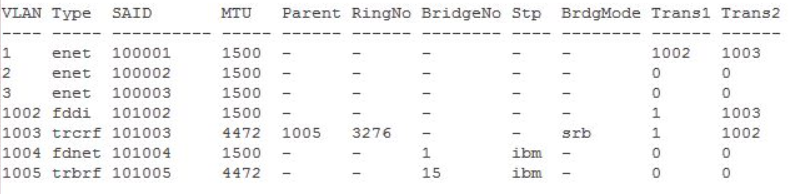 VLAN Type SAID MTU Parent RingNo BridgeNo Stp BrdgMode Trans1 Trans2
---- ----- ---------- ----- ------ ------ -------- ---- -------- ------ ------
1 enet 100001 1500 - - - - - 1002 1003
2 enet 100002 1500 - - - - - 0 0
3 enet 100003 1500 - - - - - 0 0
1002 fddi 101002 1500 - - - - - 1 1003
1003 trcrf 101003 4472 1005 3276 - - srb 1 1002
1004 fdnet 101004 1500 - - 1 ibm - 0 0
1005 trbrf 101005 4472 - - 15 ibm - 0 0